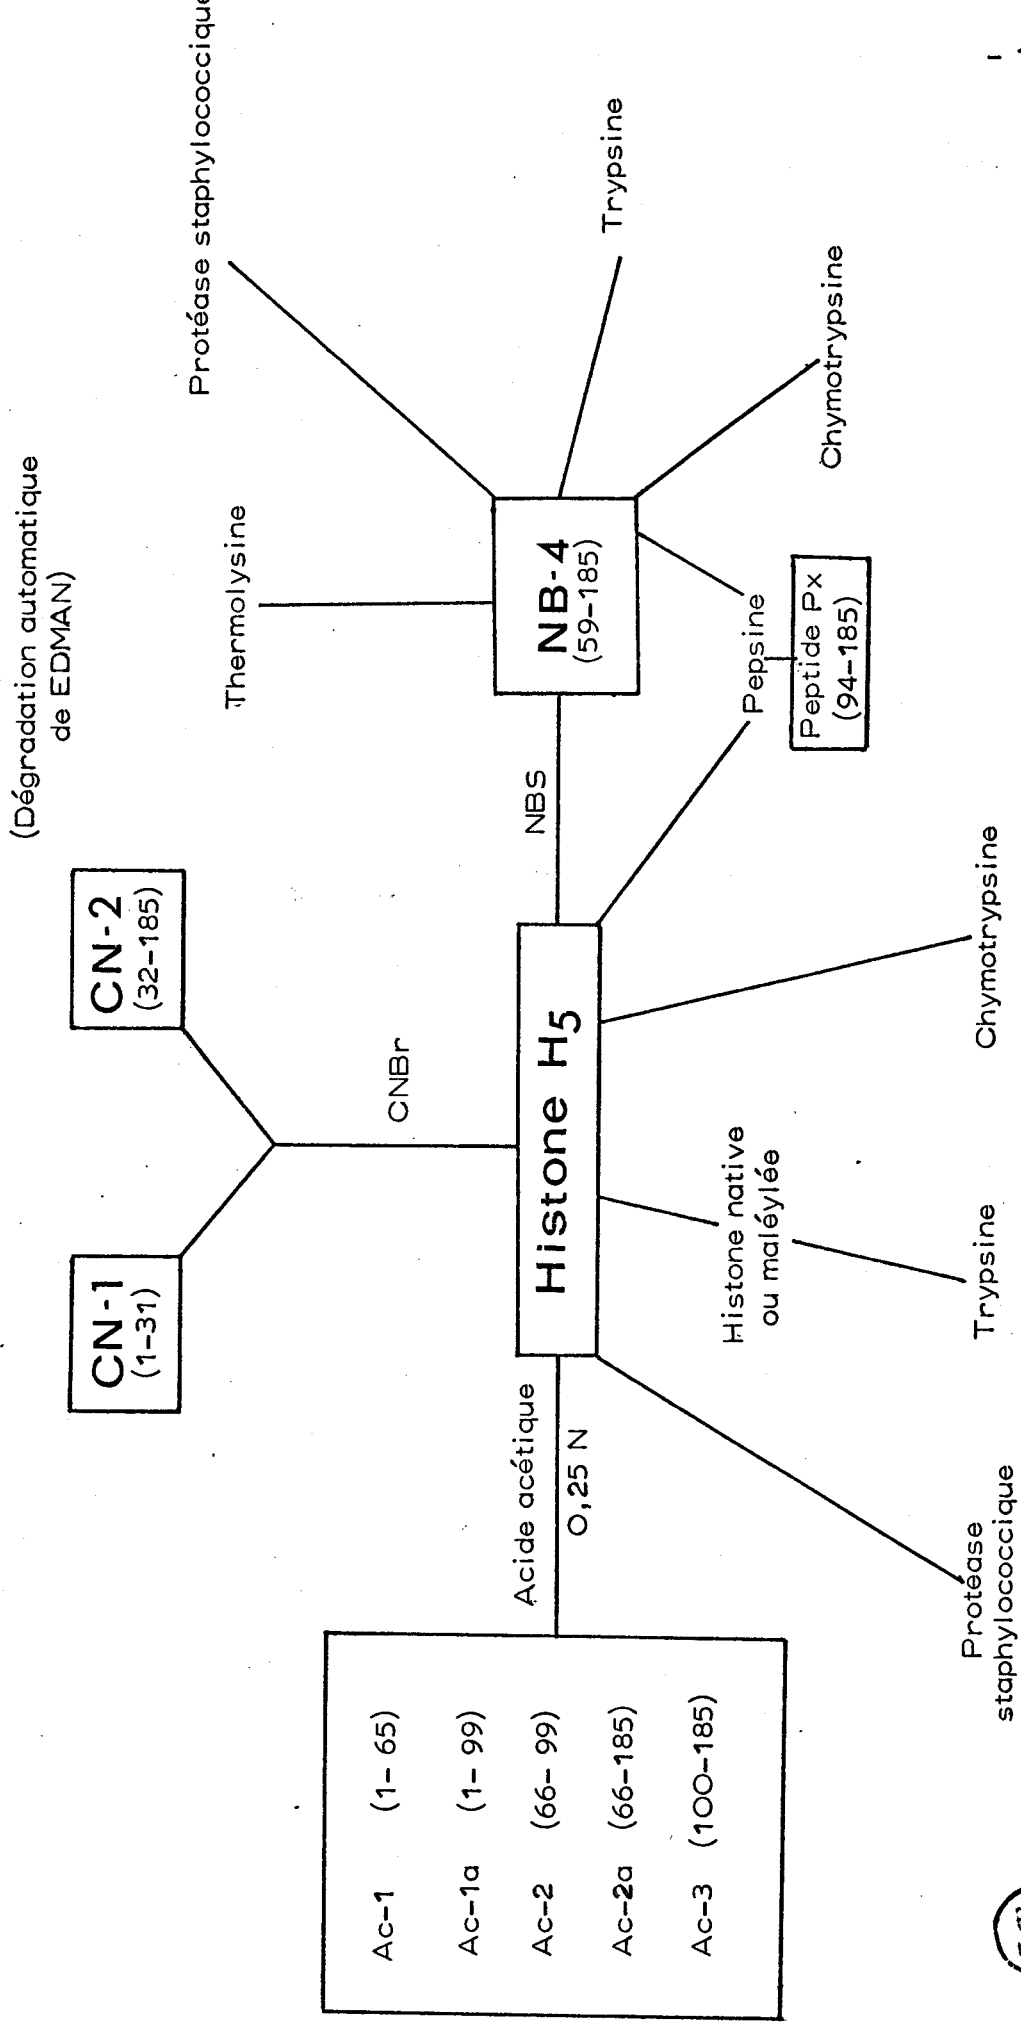 (Dégradation automatique
de EDMAN)
CN-1
(1-31)
CN-2
(32-185)
CNBr
Thermolysine
Protéase staphylococcique
Trypsine
Chymotrypsine
NB-4
(59-185)
NBS
Pepsine
Peptide Px
(94-185)
Histone H5
Acide acétique
0,25 N
Ac-1 (1-65)
Ac-1a (1-99)
Ac-2 (66-99)
Ac-2a (66-185)
Ac-3 (100-185)
Histone native
ou maléylée
Protéase
staphylococcique
Trypsine
Chymotrypsine